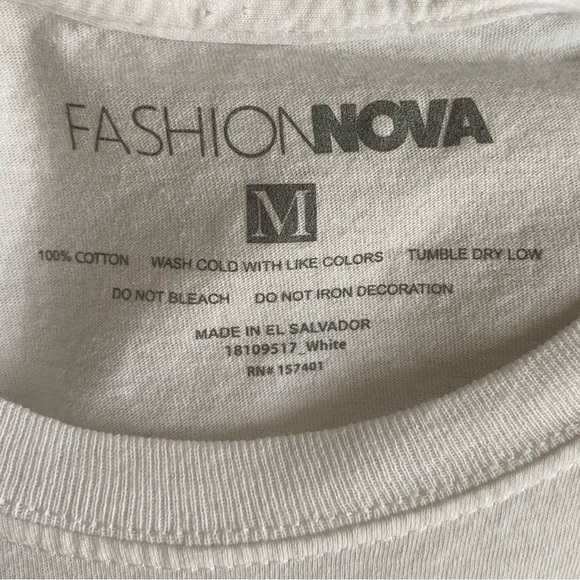 FASHIONNOVA
M
100% COTTON WASH COLD WITH LIKE COLORS TUMBLE DRY LOW
DO NOT BLEACH DO NOT IRON DECORATION
MADE IN EL SALVADOR
18109517_White
RN# 157401